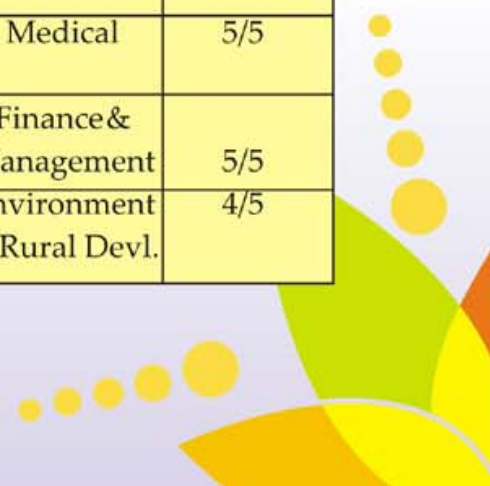 Medical 5/5
Finance &
anagement 5/5
nvironment 4/5
Rural Devl.